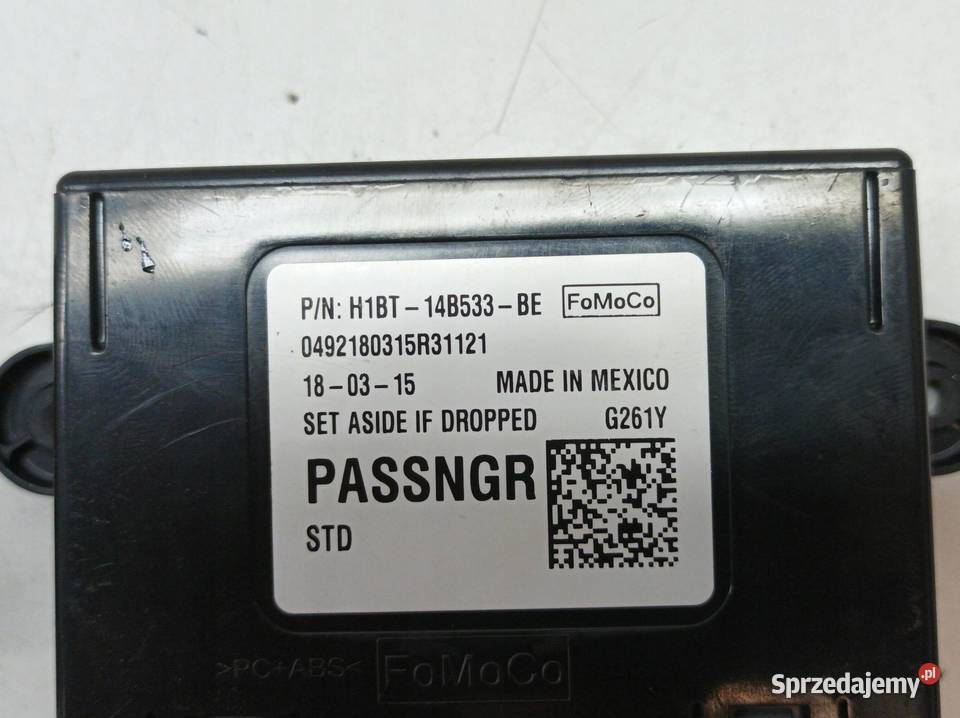 P/N: H1BT-14B533-BE FoMoCo
0492180315R31121
18-03-15 MADE IN MEXICO
SET ASIDE IF DROPPED G261Y
PASSNGR
STD
>PC+ABS< FoMoCo
Sprzedajemy.pl